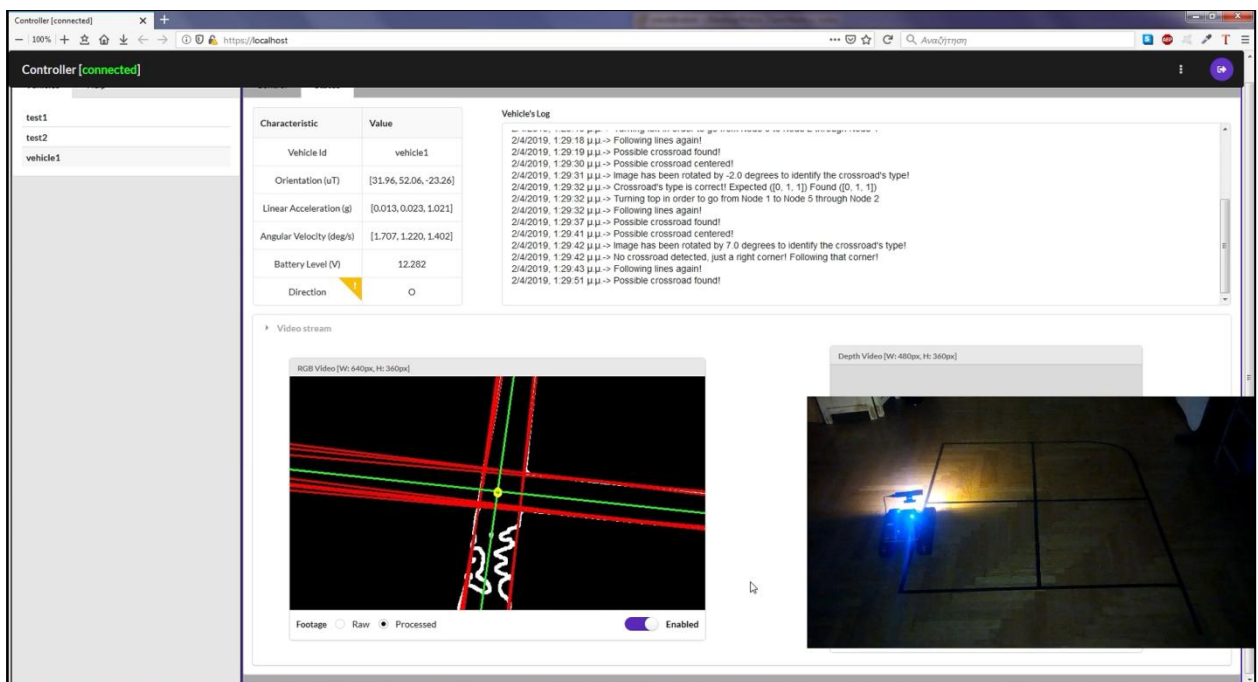 Controller [connected]
100%
https://localhost
Αναζήτηση
Controller [connected]
test1
test2
vehicle1
Characteristic Value
Vehicle Id vehicle1
Orientation (uT) [31.96, 52.06, -23.26]
Linear Acceleration (g) [0.013, 0.023, 1.021]
Angular Velocity (deg/s) [1.707, 1.220, 1.402]
Battery Level (V) 12.282
Direction O
Vehicle's Log
2/4/2019, 1:29:18 μ.μ.-> Following lines again!
2/4/2019, 1:29:19 μ.μ.-> Possible crossroad found!
2/4/2019, 1:29:30 μ.μ.-> Possible crossroad centered!
2/4/2019, 1:29:31 μ.μ.-> Image has been rotated by -2.0 degrees to identify the crossroad's type!
2/4/2019, 1:29:32 μ.μ.-> Crossroad's type is correct! Expected ([0, 1, 1]) Found ([0, 1, 1])
2/4/2019, 1:29:32 μ.μ.-> Turning top in order to go from Node 1 to Node 5 through Node 2
2/4/2019, 1:29:32 μ.μ.-> Following lines again!
2/4/2019, 1:29:37 μ.μ.-> Possible crossroad found!
2/4/2019, 1:29:41 μ.μ.-> Possible crossroad centered!
2/4/2019, 1:29:42 μ.μ.-> Image has been rotated by 7.0 degrees to identify the crossroad's type!
2/4/2019, 1:29:42 μ.μ.-> No crossroad detected, just a right corner! Following that corner!
2/4/2019, 1:29:43 μ.μ.-> Following lines again!
2/4/2019, 1:29:51 μ.μ.-> Possible crossroad found!
Video stream
RGB Video [W: 640px, H: 360px]
Depth Video [W: 480px, H: 360px]
Footage Raw Processed Enabled